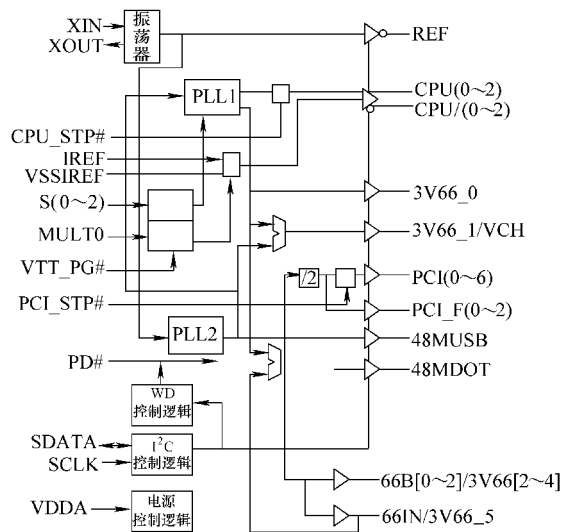 XIN
XOUT
振荡器
REF
PLL1
CPU(0～2)
CPU/(0～2)
CPU_STP#
IREF
VSSIREF
S(0～2)
3V66_0
MULT0
3V66_1/VCH
VTT_PG#
/2
PCI(0～6)
PCI_STP#
PCI_F(0～2)
PLL2
48MUSB
PD#
48MDOT
WD
控制逻辑
SDATA
SCLK
I²C
控制逻辑
66B[0～2]/3V66[2～4]
VDDA
电源
控制逻辑
66IN/3V66_5